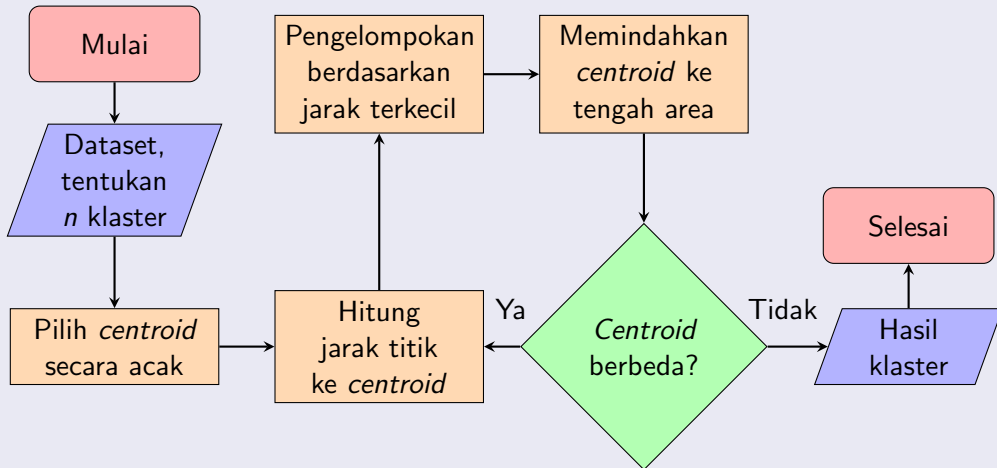 Mulai
Dataset,
tentukan
n klaster
Pilih centroid
secara acak
Hitung
jarak titik
ke centroid
Pengelompokan
berdasarkan
jarak terkecil
Memindahkan
centroid ke
tengah area
Centroid
berbeda?
Ya
Tidak
Hasil
klaster
Selesai